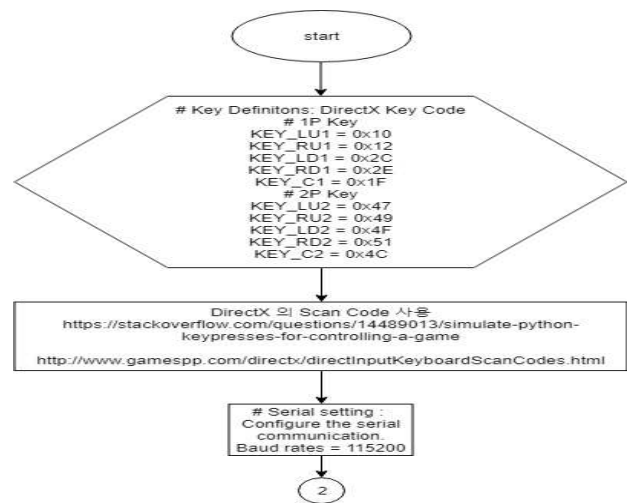 start
# Key Definitons: DirectX Key Code
# 1P Key
KEY_LU1 = 0x10
KEY_RU1 = 0x12
KEY_LD1 = 0x2C
KEY_RD1 = 0x2E
KEY_C1 = 0x1F
# 2P Key
KEY_LU2 = 0x47
KEY_RU2 = 0x49
KEY_LD2 = 0x4F
KEY_RD2 = 0x51
KEY_C2 = 0x4C
DirectX 의 Scan Code 사용
https://stackoverflow.com/questions/14489013/simulate-python-
keypresses-for-controlling-a-game
http://www.gamespp.com/directx/directInputKeyboardScanCodes.html
# Serial setting :
Configure the serial
communication.
Baud rates = 115200
2